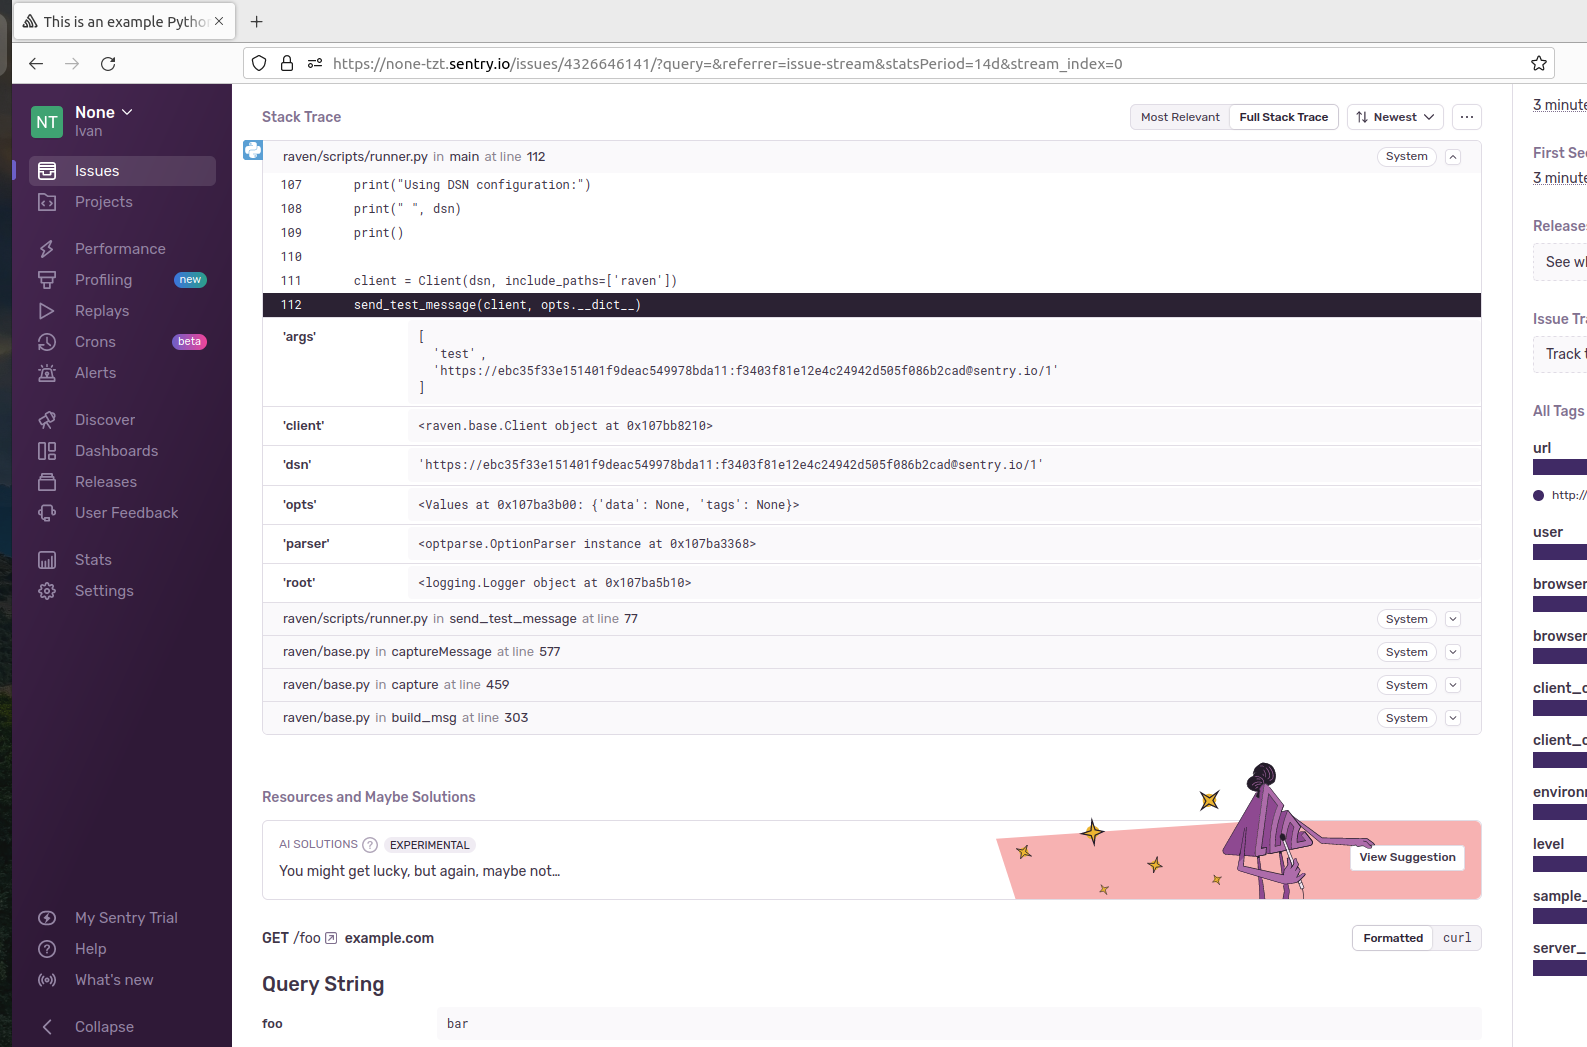 This is an example Pytho
https://none-tzt.sentry.io/issues/4326646141/?query=&referrer=issue-stream&statsPeriod=14d&stream_index=0
NT
None
Ivan
Issues
Projects
Performance
Profiling new
Replays
Crons beta
Alerts
Discover
Dashboards
Releases
User Feedback
Stats
Settings
My Sentry Trial
Help
What's new
Collapse
Stack Trace
Most Relevant Full Stack Trace Newest
raven/scripts/runner.py in main at line 112 System
107 print("Using DSN configuration:")
108 print(" ", dsn)
109 print()
110
111 client = Client(dsn, include_paths=['raven'])
112 send_test_message(client, opts.__dict__)
'args' [
'test',
'https://ebc35f33e151401f9deac549978bda11:f3403f81e12e4c24942d505f086b2cad@sentry.io/1'
]
'client' <raven.base.Client object at 0x107bb8210>
'dsn' 'https://ebc35f33e151401f9deac549978bda11:f3403f81e12e4c24942d505f086b2cad@sentry.io/1'
'opts' <Values at 0x107ba3b00: {'data': None, 'tags': None}>
'parser' <optparse.OptionParser instance at 0x107ba3368>
'root' <logging.Logger object at 0x107ba5b10>
raven/scripts/runner.py in send_test_message at line 77 System
raven/base.py in captureMessage at line 577 System
raven/base.py in capture at line 459 System
raven/base.py in build_msg at line 303 System
Resources and Maybe Solutions
AI SOLUTIONS ? EXPERIMENTAL
You might get lucky, but again, maybe not…
View Suggestion
GET /foo example.com
Formatted curl
Query String
foo bar
3 minute
First See
3 minute
Releases
See wh
Issue Tra
Track t
All Tags
url
http://
user
browser
browser
client_o
client_o
environm
level
sample_
server_